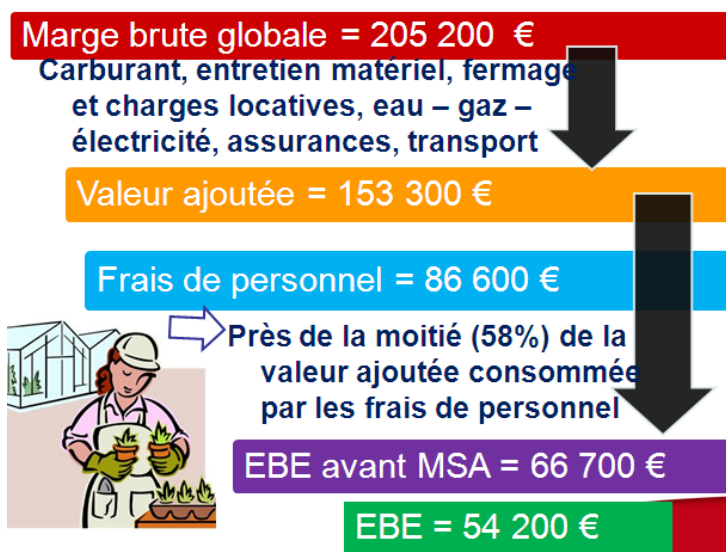 Marge brute globale = 205 200 €
Carburant, entretien matériel, fermage
et charges locatives, eau – gaz –
électricité, assurances, transport
Valeur ajoutée = 153 300 €
Frais de personnel = 86 600 €
Près de la moitié (58%) de la
valeur ajoutée consommée
par les frais de personnel
EBE avant MSA = 66 700 €
EBE = 54 200 €